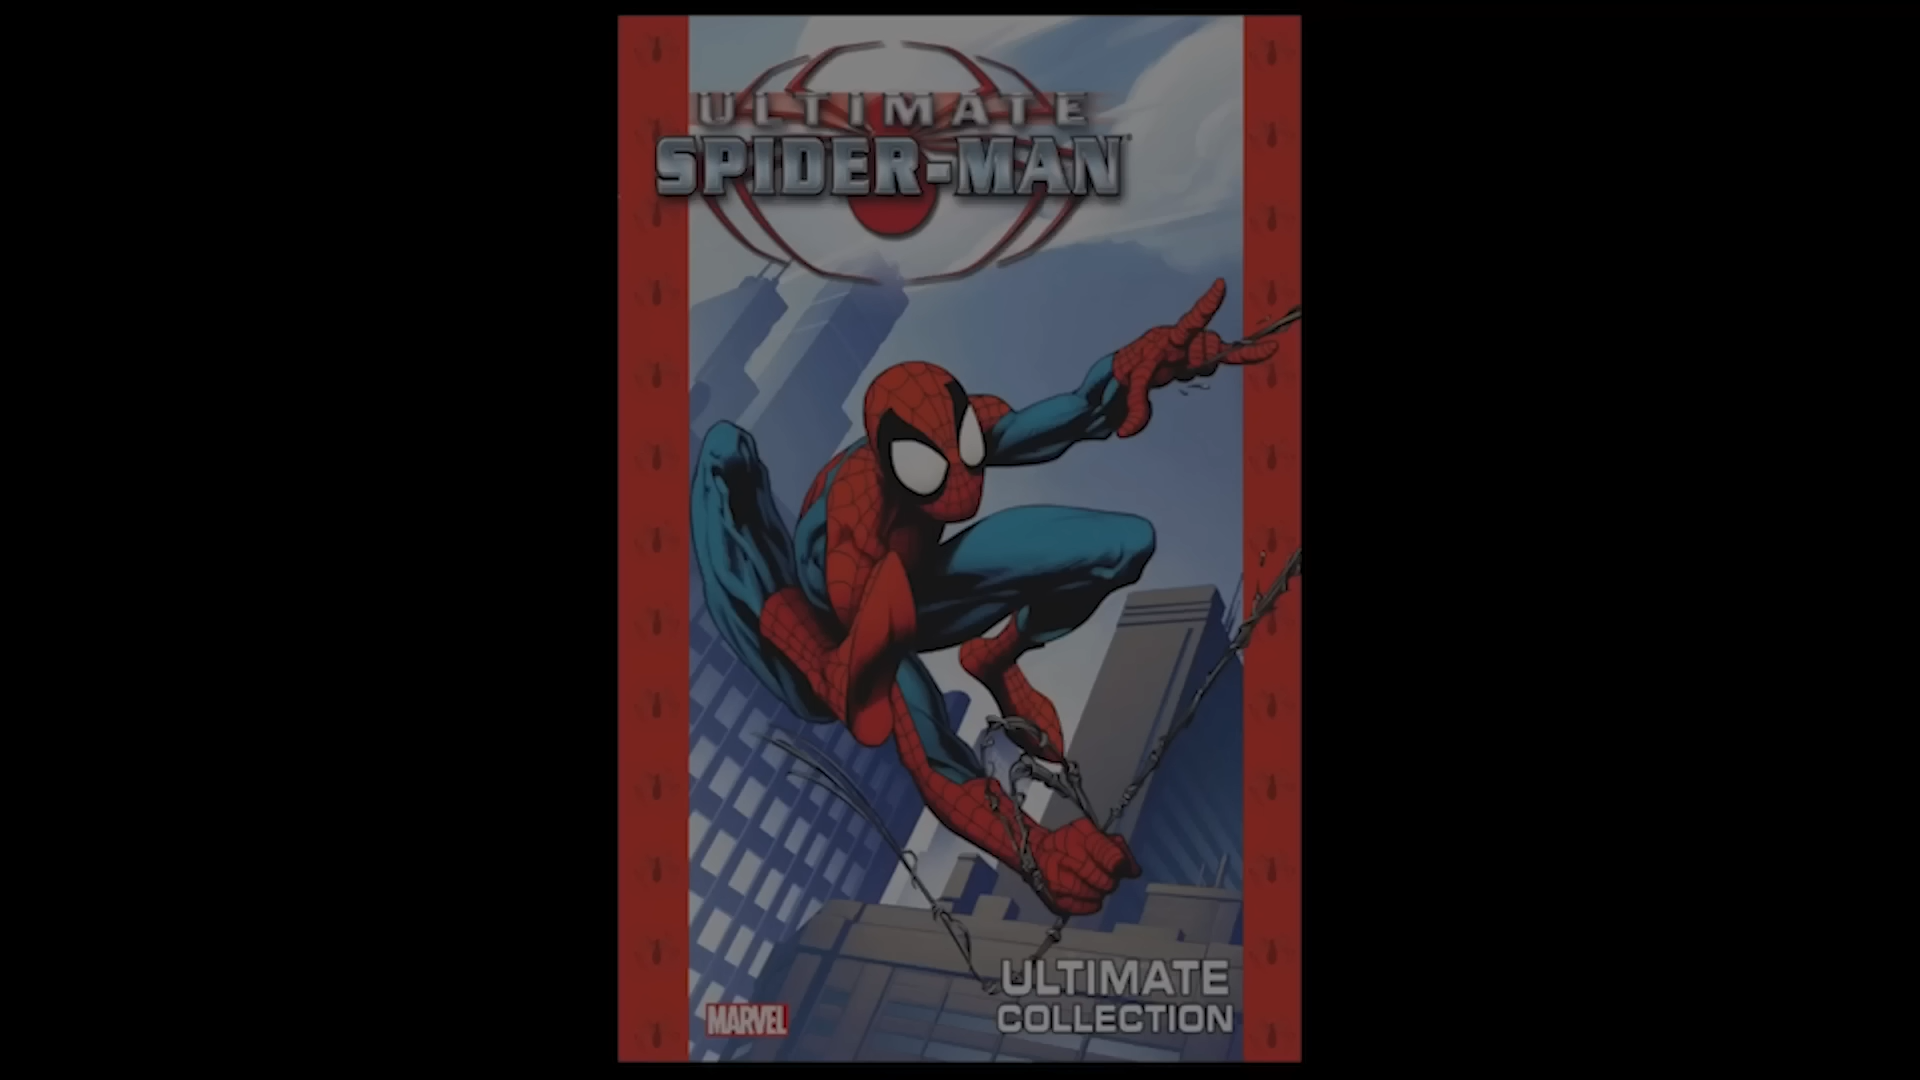 ULTIMATE
SPIDER-MAN
ULTIMATE
COLLECTION
MARVEL